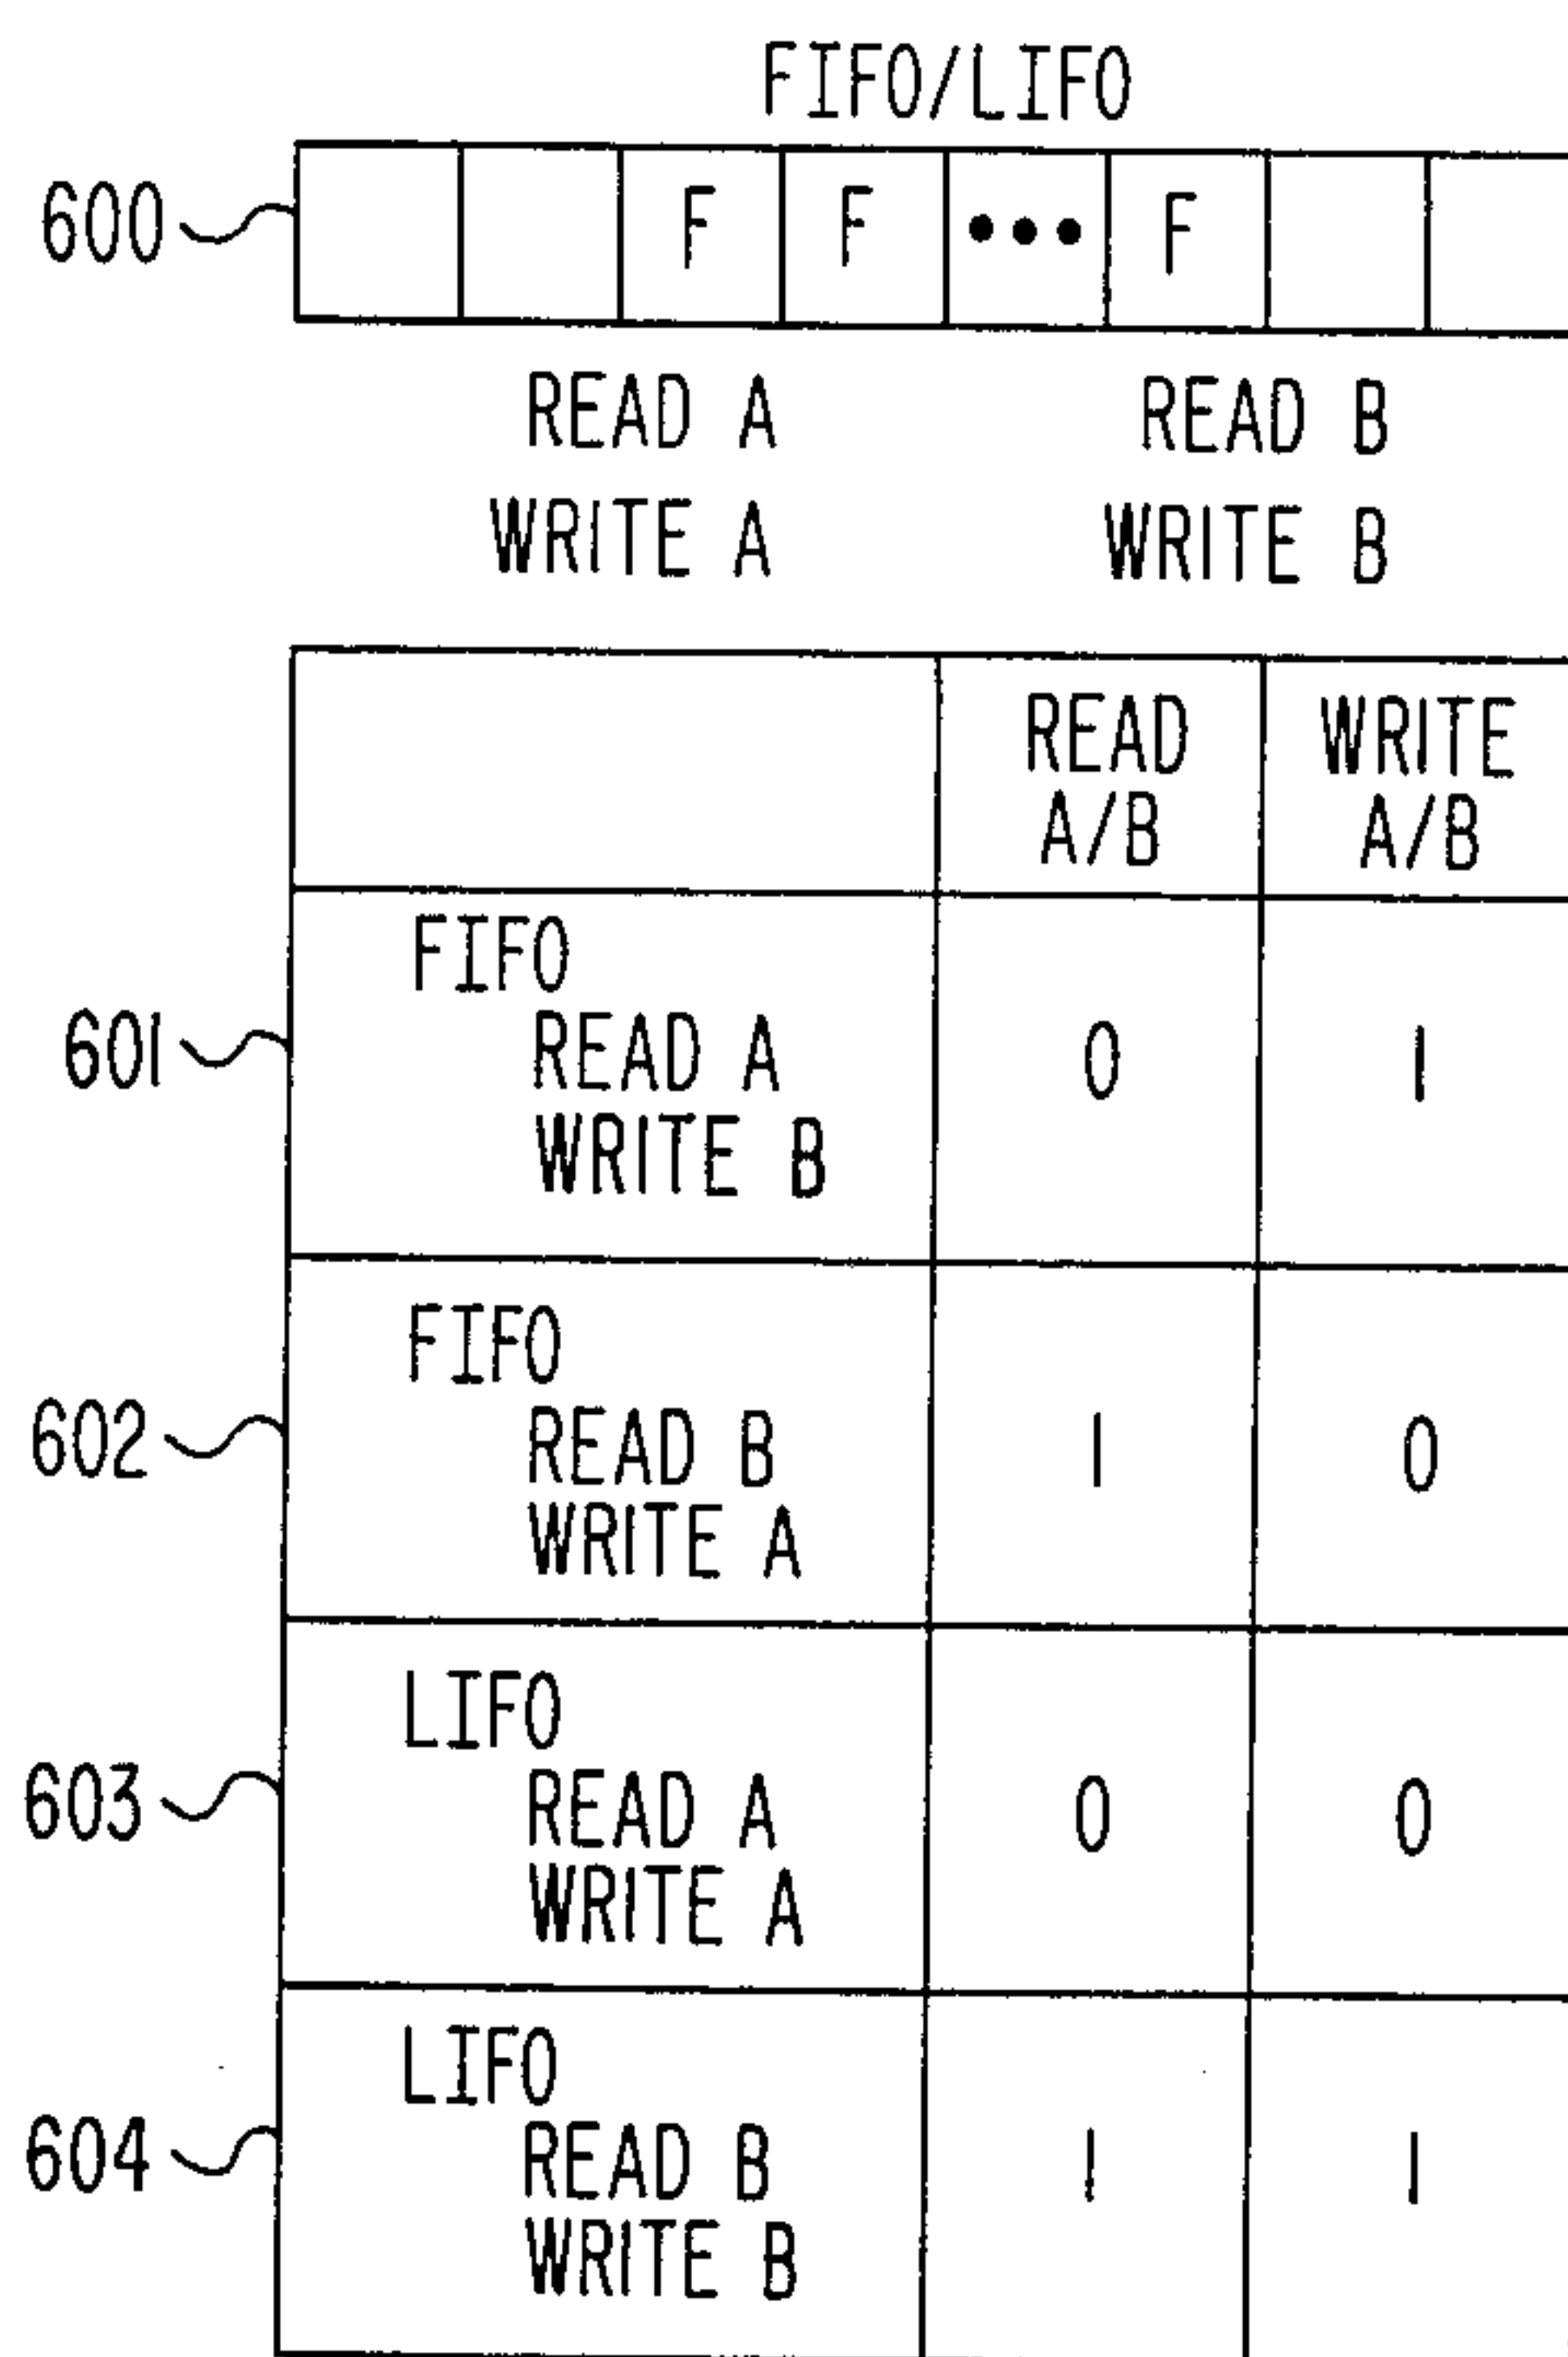 FIFO/LIFO
600 F F ••• F
READ A READ B
WRITE A WRITE B
READ WRITE
A/B A/B
FIFO
601 READ A 0 1
WRITE B
FIFO
602 READ B 1 0
WRITE A
LIFO
603 READ A 0 0
WRITE A
LIFO
604 READ B 1 1
WRITE B